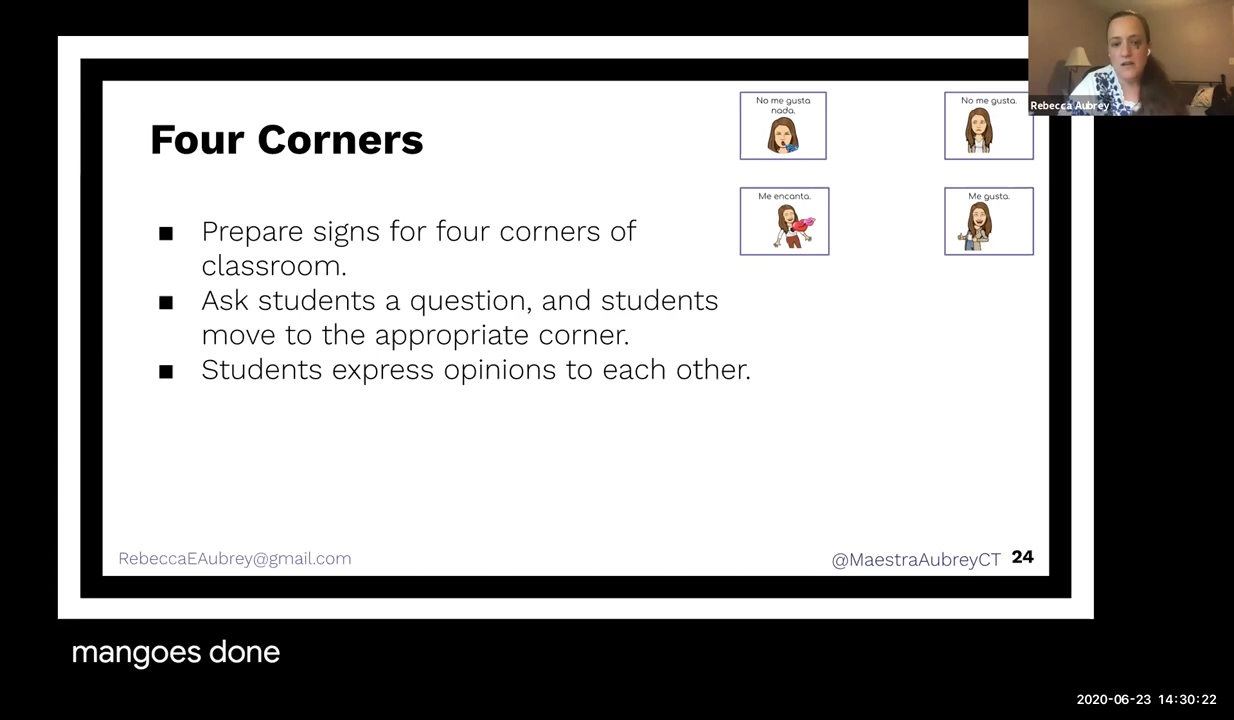 Four Corners
■ Prepare signs for four corners of
classroom.
■ Ask students a question, and students
move to the appropriate corner.
■ Students express opinions to each other.
No me gusta
nada.
No me gusta.
Me encanta.
Me gusta.
Rebecca Aubrey
RebeccaEAubrey@gmail.com
@MaestraAubreyCT 24
mangoes done
2020-06-23 14:30:22